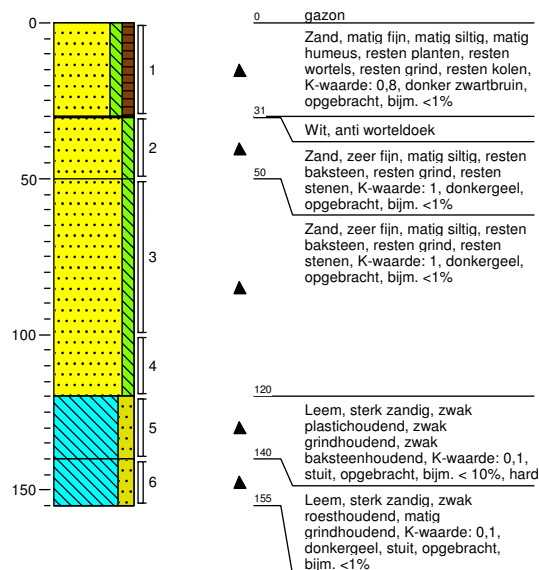 0
50
100
150
1
2
3
4
5
6
0 gazon
Zand, matig fijn, matig siltig, matig
humeus, resten planten, resten
wortels, resten grind, resten kolen,
K-waarde: 0,8, donker zwartbruin,
opgebracht, bijm. <1%
31
Wit, anti worteldoek
Zand, zeer fijn, matig siltig, resten
baksteen, resten grind, resten
50
stenen, K-waarde: 1, donkergeel,
opgebracht, bijm. <1%
Zand, zeer fijn, matig siltig, resten
baksteen, resten grind, resten
stenen, K-waarde: 1, donkergeel,
opgebracht, bijm. <1%
120
Leem, sterk zandig, zwak
plastichoudend, zwak
grindhoudend, zwak
140
baksteenhoudend, K-waarde: 0,1,
stuit, opgebracht, bijm. < 10%, hard
Leem, sterk zandig, zwak
155
roesthoudend, matig
grindhoudend, K-waarde: 0,1,
donkergeel, stuit, opgebracht,
bijm. <1%